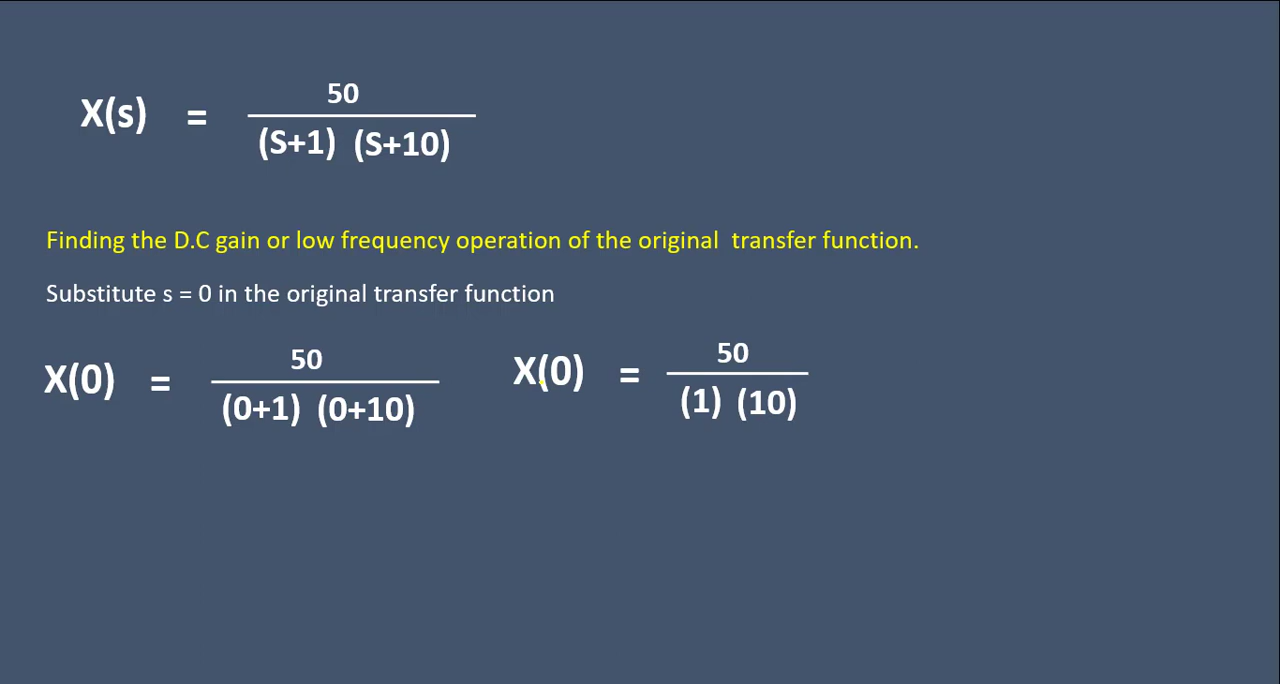 X(s) = 50
(S+1) (S+10)
Finding the D.C gain or low frequency operation of the original transfer function.
Substitute s = 0 in the original transfer function
X(0) = 50
(0+1) (0+10)
X(0) = 50
(1) (10)